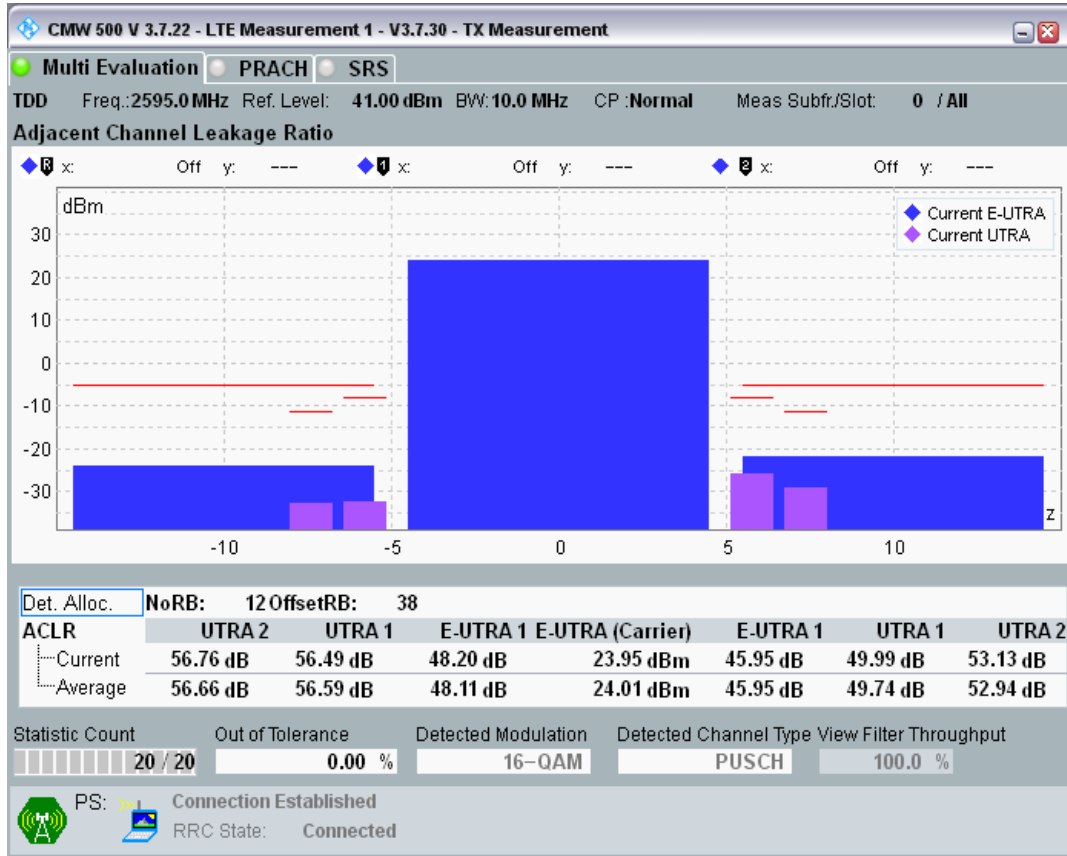 CMW 500 V 3.7.22 - LTE Measurement 1 - V3.7.30 - TX Measurement
Multi Evaluation PRACH SRS
TDD Freq.:2595.0 MHz Ref. Level: 41.00 dBm BW:10.0 MHz CP :Normal Meas Subfr./Slot: 0 / All
Adjacent Channel Leakage Ratio
R x: Off y: --- 1 x: Off y: --- 2 x: Off y: ---
dBm
Current E-UTRA
Current UTRA
30
20
10
0
-10
-20
-30
z
-10 -5 0 5 10
Det. Alloc. NoRB: 12 OffsetRB: 38
ACLR UTRA 2 UTRA 1 E-UTRA 1 E-UTRA (Carrier) E-UTRA 1 UTRA 1 UTRA 2
Current 56.76 dB 56.49 dB 48.20 dB 23.95 dBm 45.95 dB 49.99 dB 53.13 dB
Average 56.66 dB 56.59 dB 48.11 dB 24.01 dBm 45.95 dB 49.74 dB 52.94 dB
Statistic Count Out of Tolerance Detected Modulation Detected Channel Type View Filter Throughput
20 / 20 0.00 % 16-QAM PUSCH 100.0 %
PS: Connection Established
RRC State: Connected